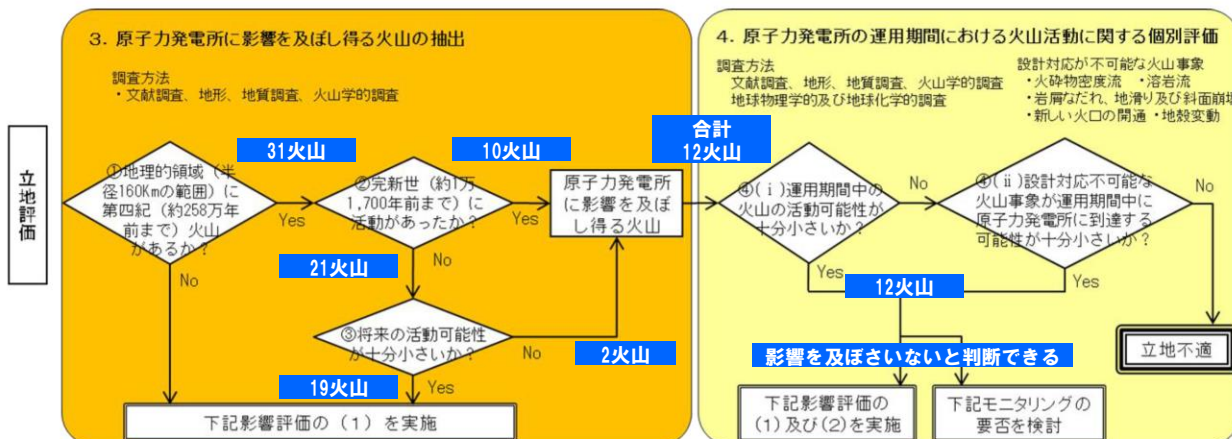 立地評価
3. 原子力発電所に影響を及ぼし得る火山の抽出
調査方法
・文献調査、地形、地質調査、火山学的調査
31火山
10火山
①地理的領域（半
径160Kmの範囲）に
第四紀（約258万年
前まで）火山
があるか？
Yes
No
②完新世（約1万
1,700年前まで）に
活動があったか？
Yes
No
原子力発電所
に影響を及ぼ
し得る火山
21火山
③将来の活動可能性
が十分小さいか？
No
2火山
19火山
Yes
下記影響評価の（1）を実施
4. 原子力発電所の運用期間における火山活動に関する個別評価
調査方法
文献調査、地形、地質調査、火山学的調査
地球物理学的及び地球化学的調査
設計対応が不可能な火山事象
・火砕物密度流 ・溶岩流
・岩屑なだれ、地滑り及び斜面崩壊
・新しい火口の開通 ・地殻変動
合計
12火山
④(ⅰ)運用期間中の
火山の活動可能性が
十分小さいか？
No
Yes
④(ⅱ)設計対応不可能な
火山事象が運用期間中に
原子力発電所に到達する
可能性が十分小さいか？
No
Yes
12火山
影響を及ぼさいないと判断できる
立地不適
下記影響評価の
(1)及び(2)を実施
下記モニタリングの
要否を検討